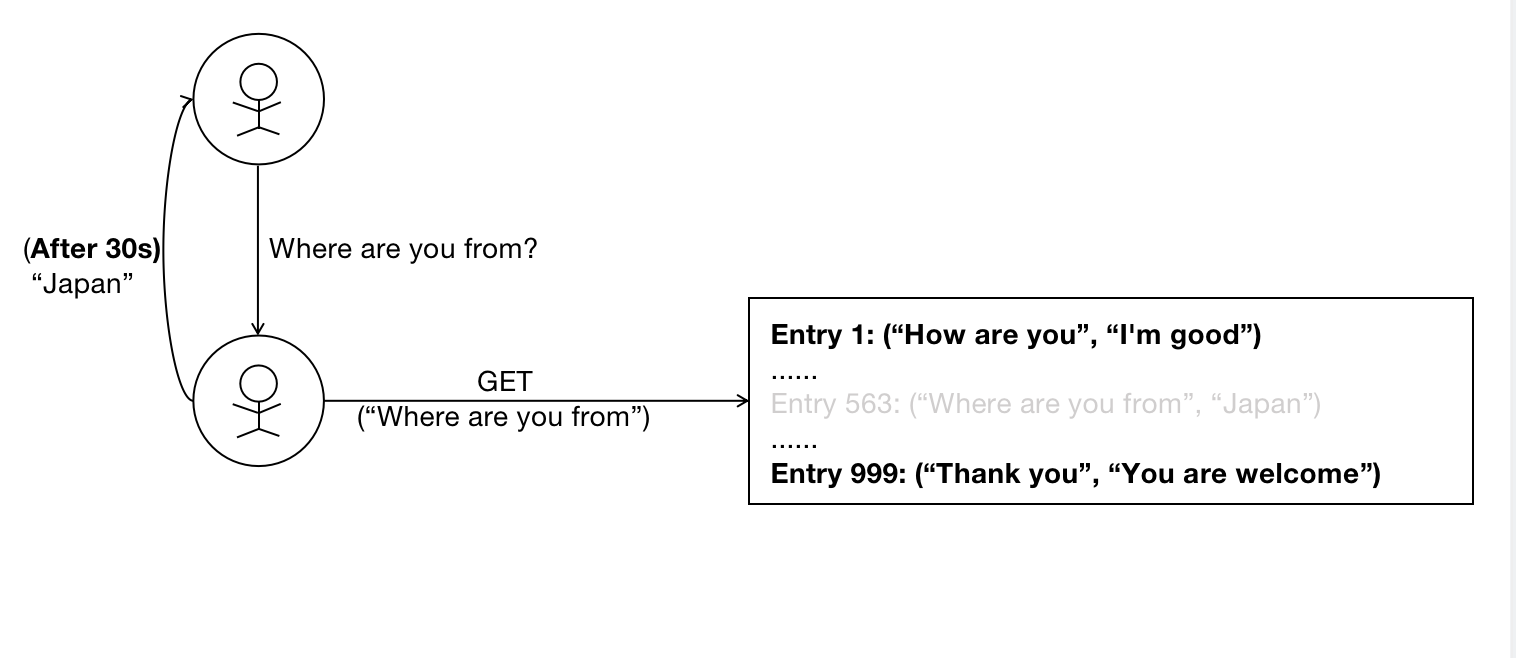 (After 30s)
“Japan”
Where are you from?
GET
(“Where are you from”)
Entry 1: (“How are you”, “I'm good”)
......
Entry 563: (“Where are you from”, “Japan”)
......
Entry 999: (“Thank you”, “You are welcome”)